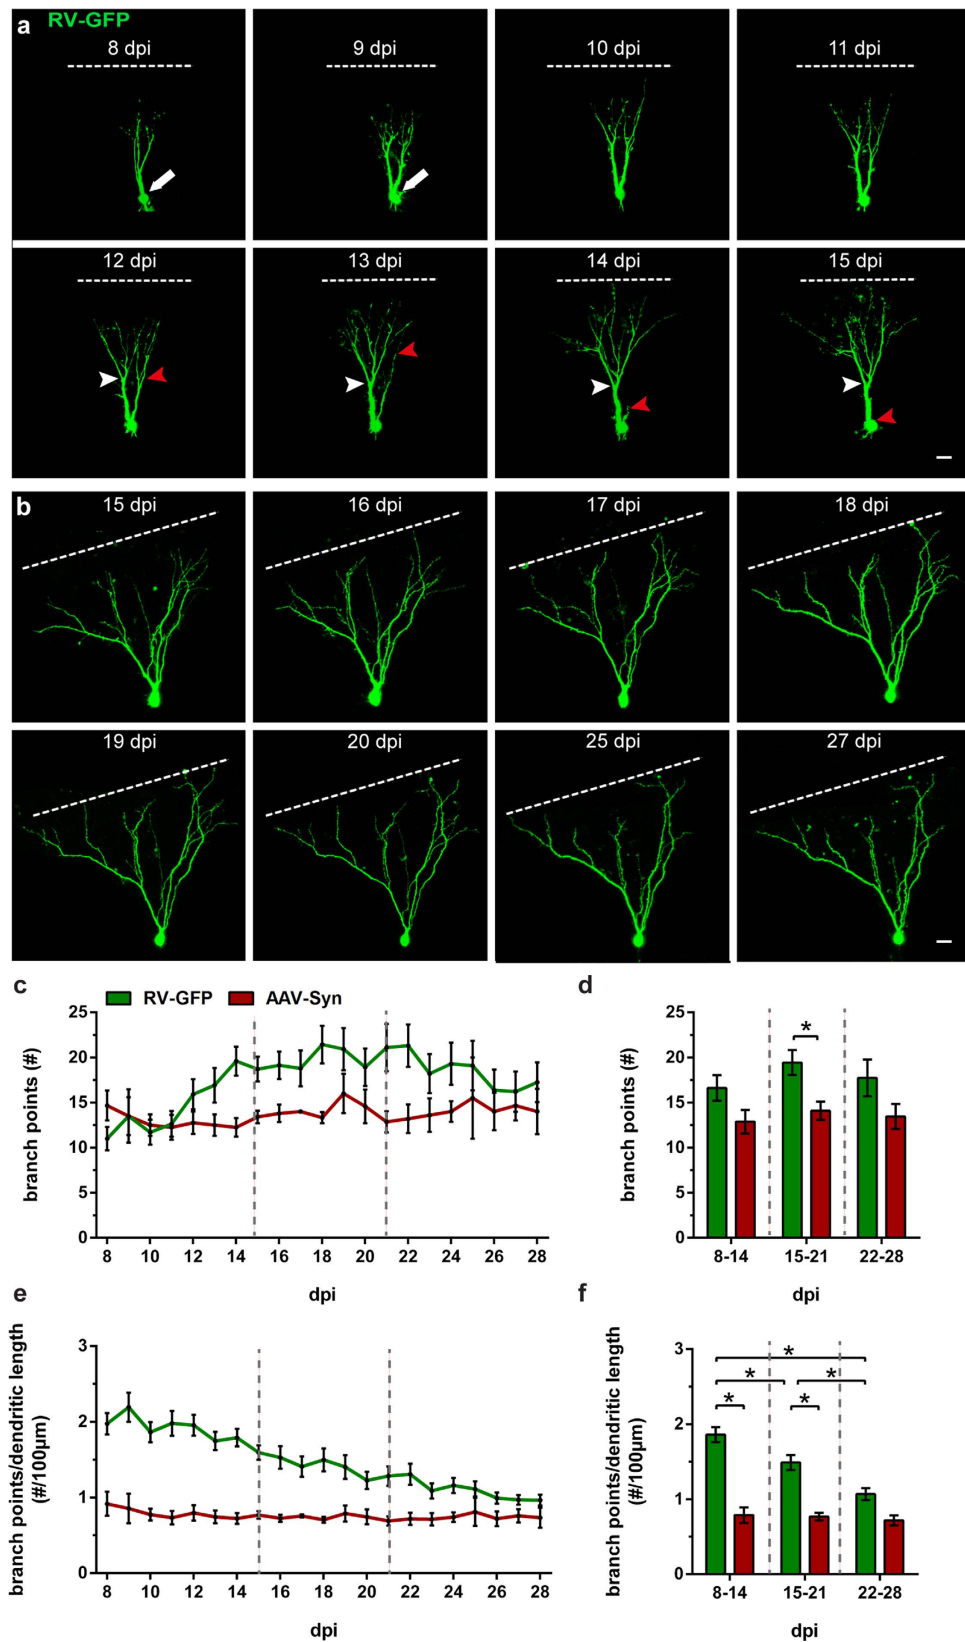 a RV-GFP
8 dpi 9 dpi 10 dpi 11 dpi
12 dpi 13 dpi 14 dpi 15 dpi
b
15 dpi 16 dpi 17 dpi 18 dpi
19 dpi 20 dpi 25 dpi 27 dpi
c
RV-GFP AAV-Syn
branch points (#)
25
20
15
10
5
0
8 10 12 14 16 18 20 22 24 26 28
dpi
d
branch points (#)
25
20
15
10
5
0
*
8-14 15-21 22-28
dpi
e
branch points/dendritic length
(#/100µm)
3
2
1
0
8 10 12 14 16 18 20 22 24 26 28
dpi
f
branch points/dendritic length
(#/100µm)
3
2
1
0
*
* *
* *
8-14 15-21 22-28
dpi